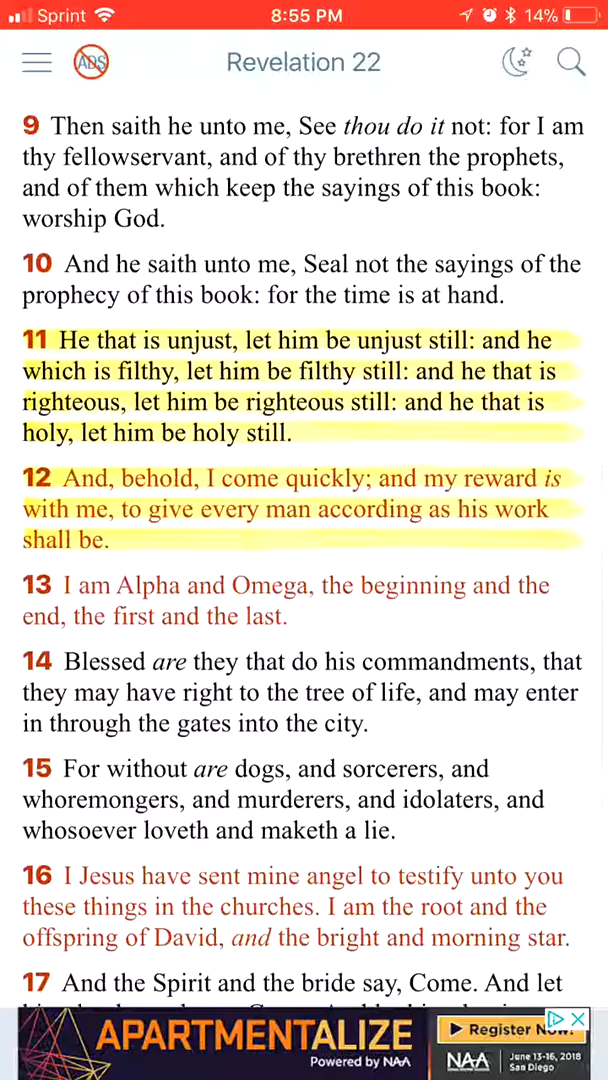 Sprint 8:55 PM 14%
ADS Revelation 22
9 Then saith he unto me, See thou do it not: for I am
thy fellowservant, and of thy brethren the prophets,
and of them which keep the sayings of this book:
worship God.
10 And he saith unto me, Seal not the sayings of the
prophecy of this book: for the time is at hand.
11 He that is unjust, let him be unjust still: and he
which is filthy, let him be filthy still: and he that is
righteous, let him be righteous still: and he that is
holy, let him be holy still.
12 And, behold, I come quickly; and my reward is
with me, to give every man according as his work
shall be.
13 I am Alpha and Omega, the beginning and the
end, the first and the last.
14 Blessed are they that do his commandments, that
they may have right to the tree of life, and may enter
in through the gates into the city.
15 For without are dogs, and sorcerers, and
whoremongers, and murderers, and idolaters, and
whosoever loveth and maketh a lie.
16 I Jesus have sent mine angel to testify unto you
these things in the churches. I am the root and the
offspring of David, and the bright and morning star.
17 And the Spirit and the bride say, Come. And let
APARTMENTALIZE
Powered by NAA
Register Now!
NAA
June 13-16, 2018
San Diego